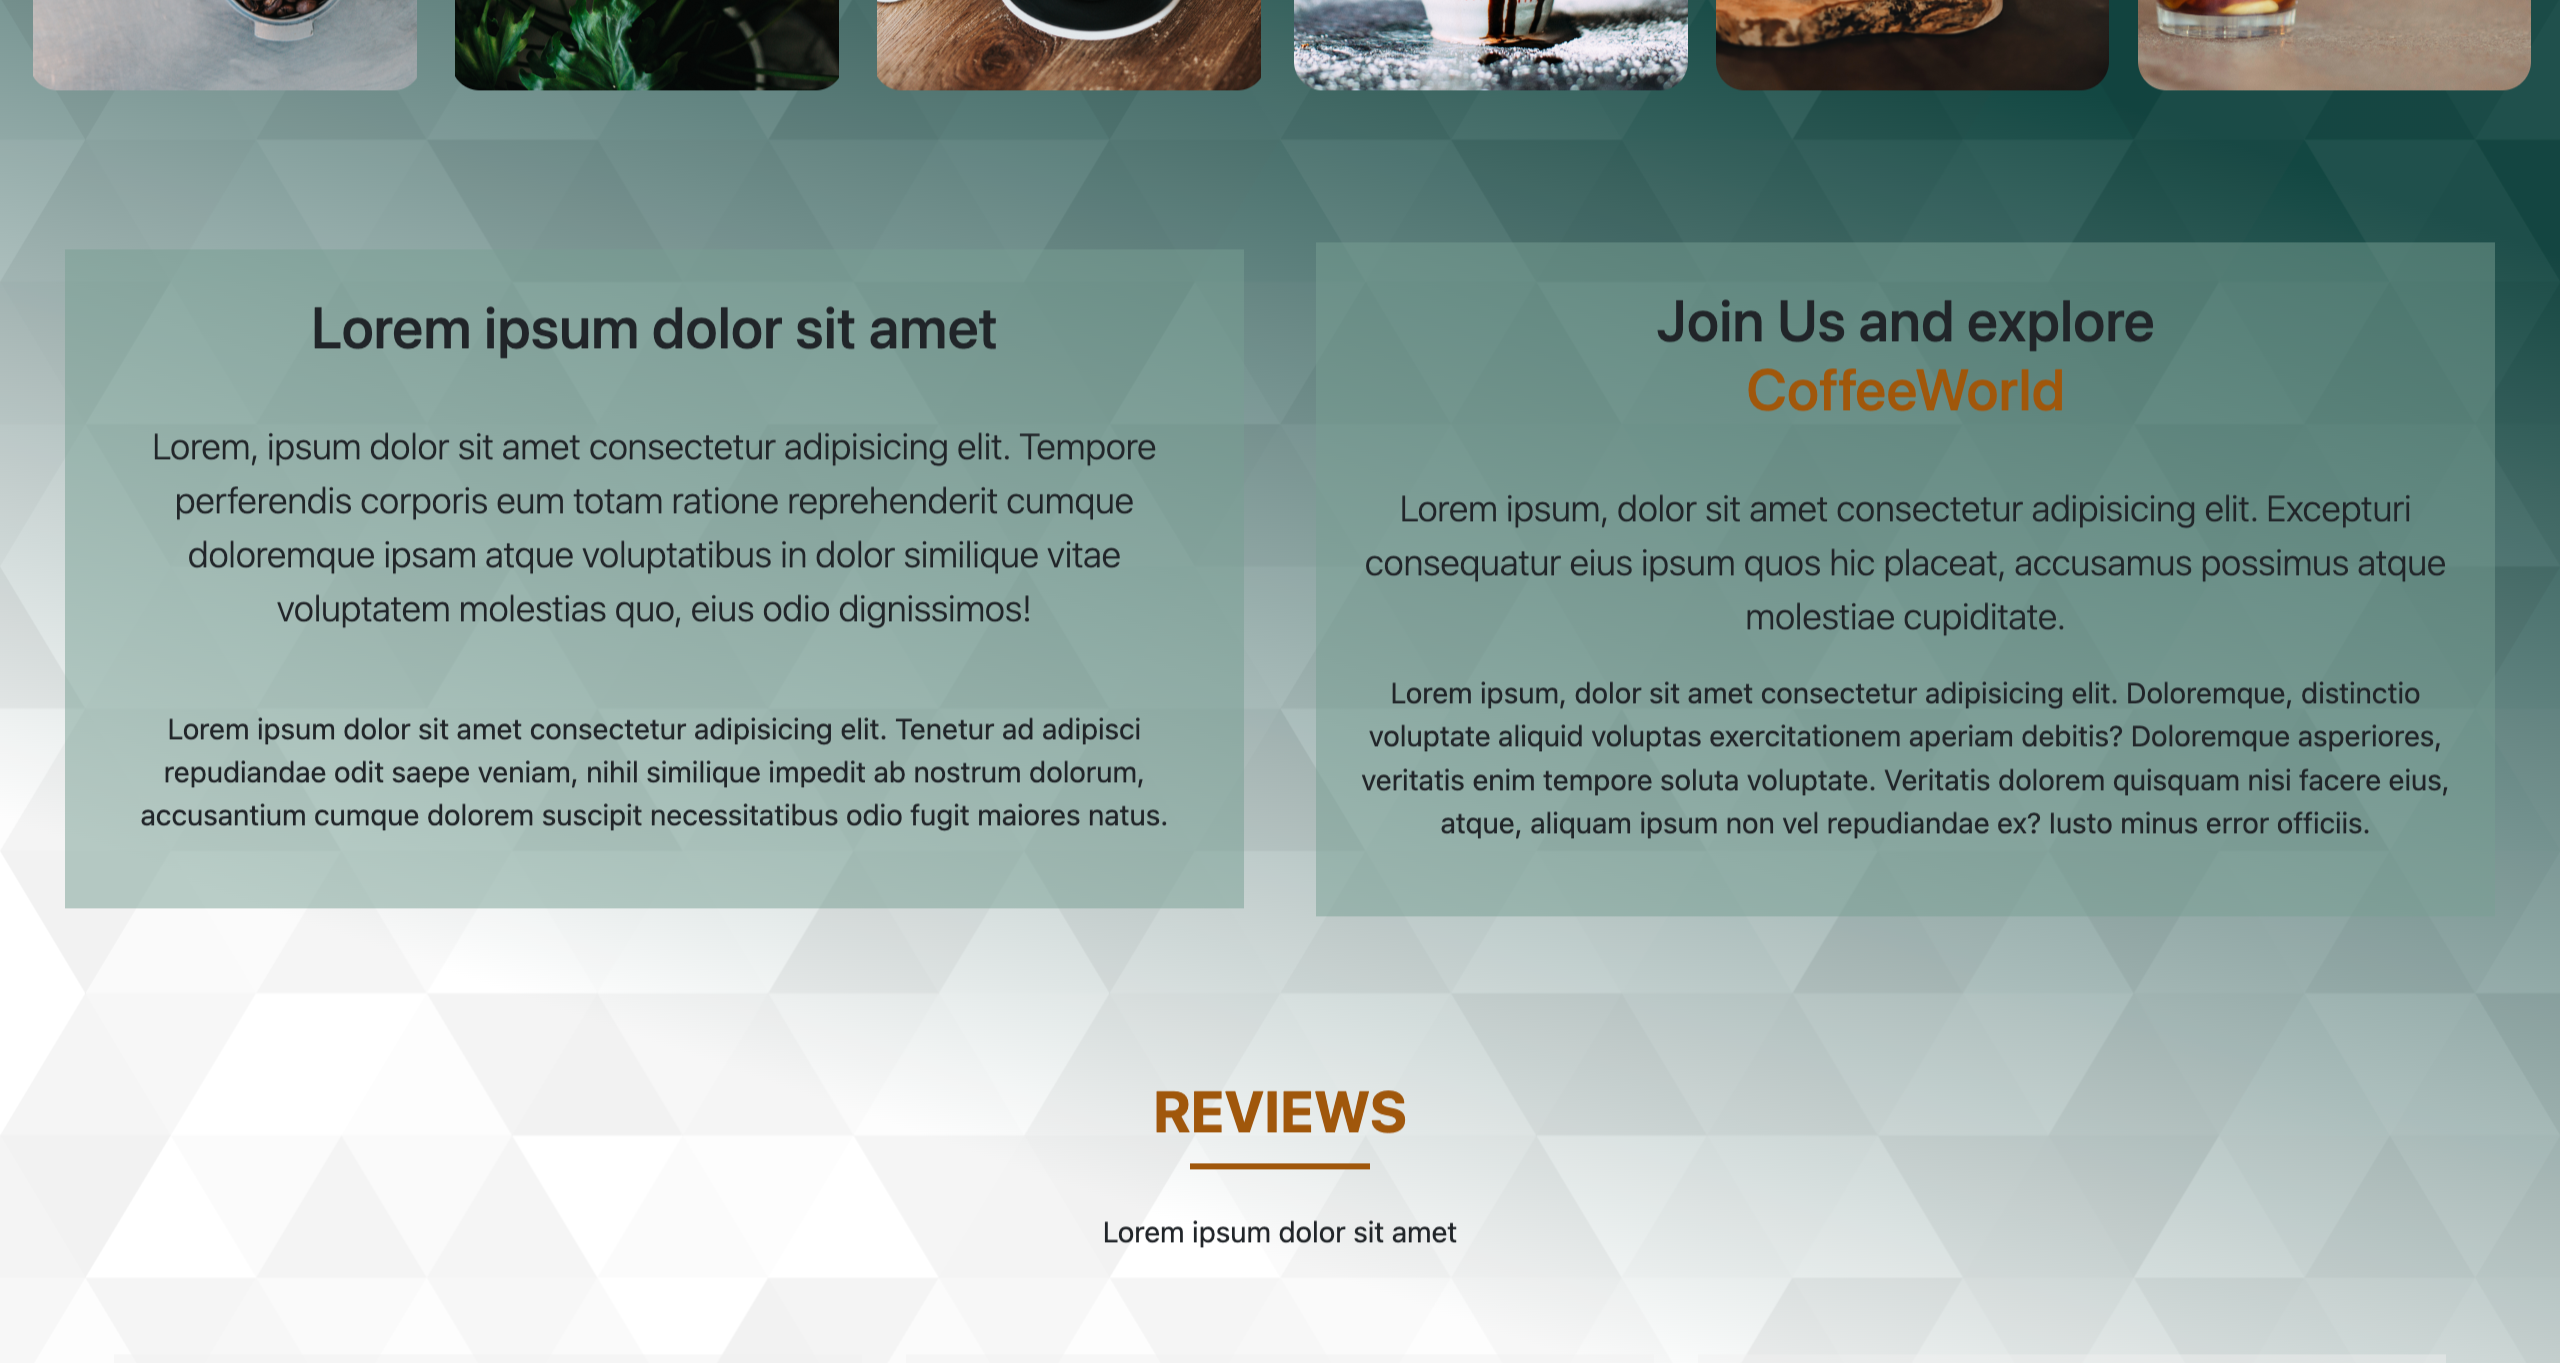 Lorem ipsum dolor sit amet
Lorem, ipsum dolor sit amet consectetur adipisicing elit. Tempore
perferendis corporis eum totam ratione reprehenderit cumque
doloremque ipsam atque voluptatibus in dolor similique vitae
voluptatem molestias quo, eius odio dignissimos!
Lorem ipsum dolor sit amet consectetur adipisicing elit. Tenetur ad adipisci
repudiandae odit saepe veniam, nihil similique impedit ab nostrum dolorum,
accusantium cumque dolorem suscipit necessitatibus odio fugit maiores natus.
Join Us and explore
CoffeeWorld
Lorem ipsum, dolor sit amet consectetur adipisicing elit. Excepturi
consequatur eius ipsum quos hic placeat, accusamus possimus atque
molestiae cupiditate.
Lorem ipsum, dolor sit amet consectetur adipisicing elit. Doloremque, distinctio
voluptate aliquid voluptas exercitationem aperiam debitis? Doloremque asperiores,
veritatis enim tempore soluta voluptate. Veritatis dolorem quisquam nisi facere eius,
atque, aliquam ipsum non vel repudiandae ex? Iusto minus error officiis.
REVIEWS
Lorem ipsum dolor sit amet